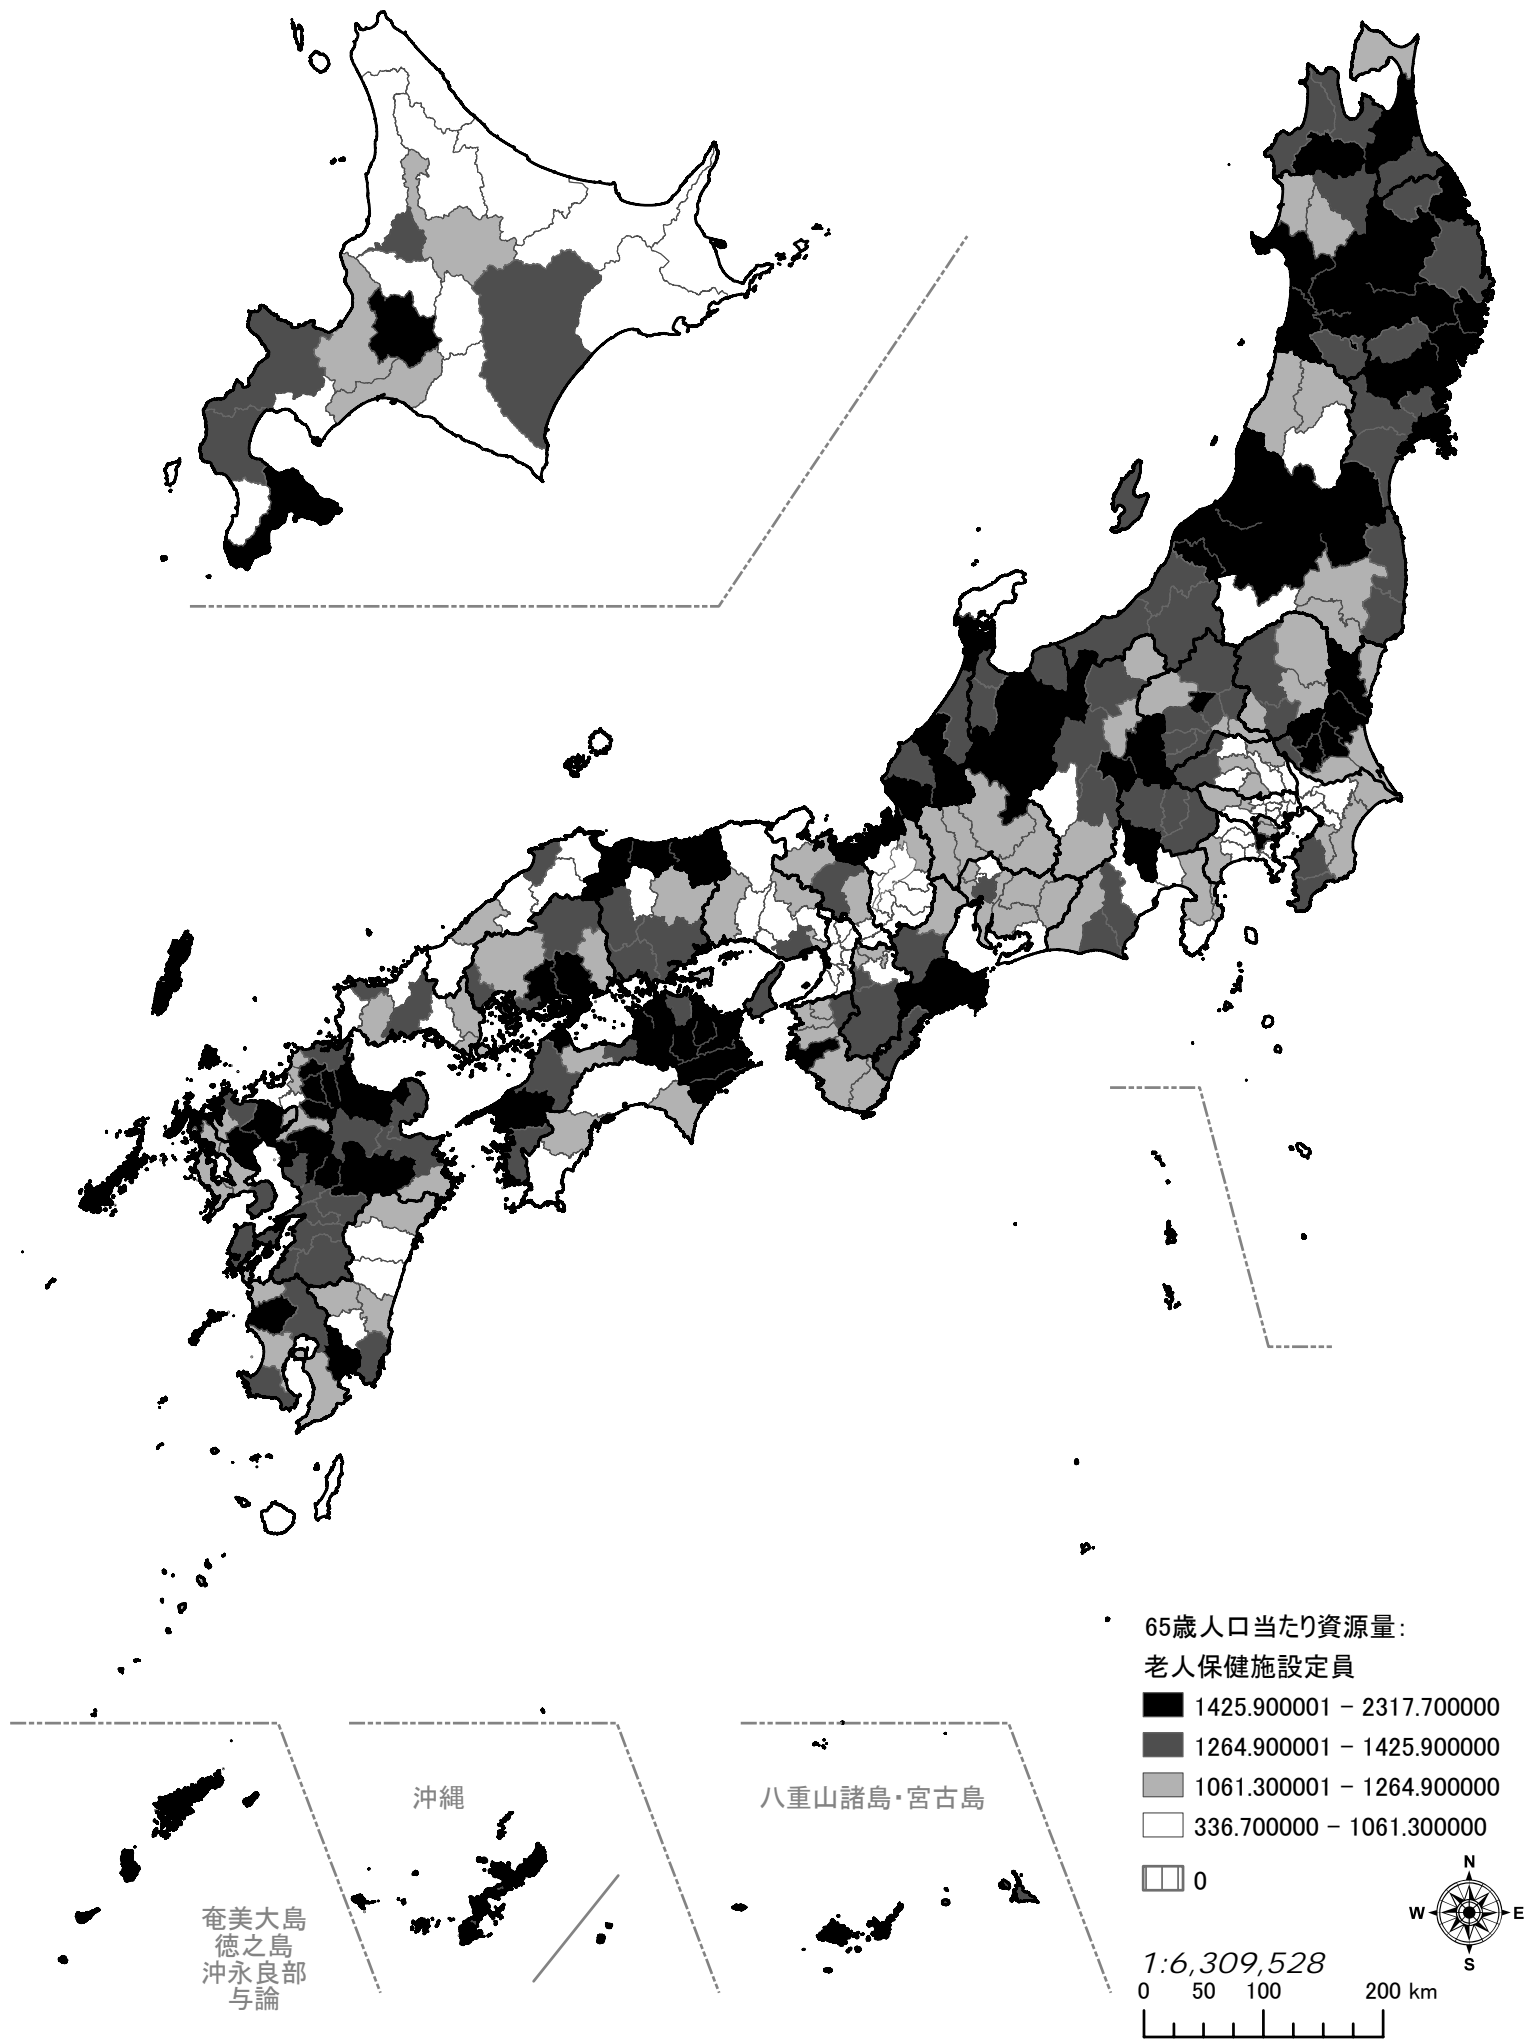 65歳人口当たり資源量:
老人保健施設定員
1425.900001 - 2317.700000
1264.900001 - 1425.900000
1061.300001 - 1264.900000
336.700000 - 1061.300000
0
沖縄
八重山諸島・宮古島
奄美大島
徳之島
沖永良部
与論
N
W
E
S
1:6,309,528
0 50 100 200 km